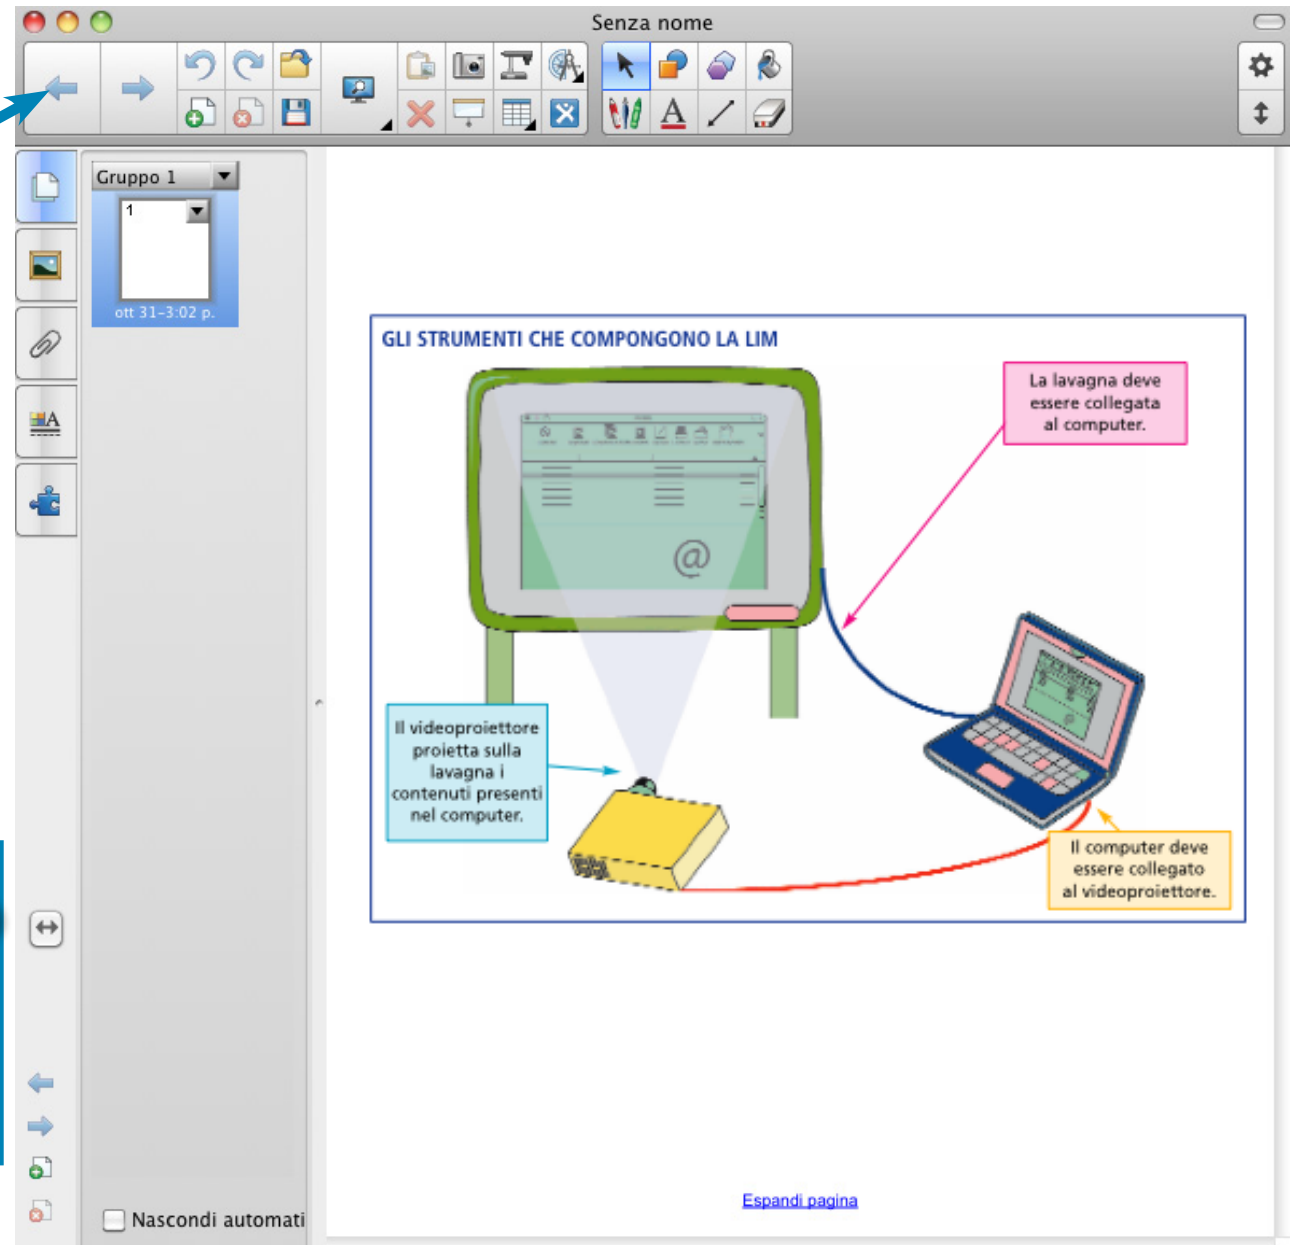 Senza nome
Gruppo 1
1
ott 31-3:02 p.
GLI STRUMENTI CHE COMPONGONO LA LIM
La lavagna deve
essere collegata
al computer.
@
@
Il videoproiettore
proietta sulla
lavagna i
contenuti presenti
nel computer.
Il computer deve
essere collegato
al videoproiettore.
Espandi pagina
Nascondi automati